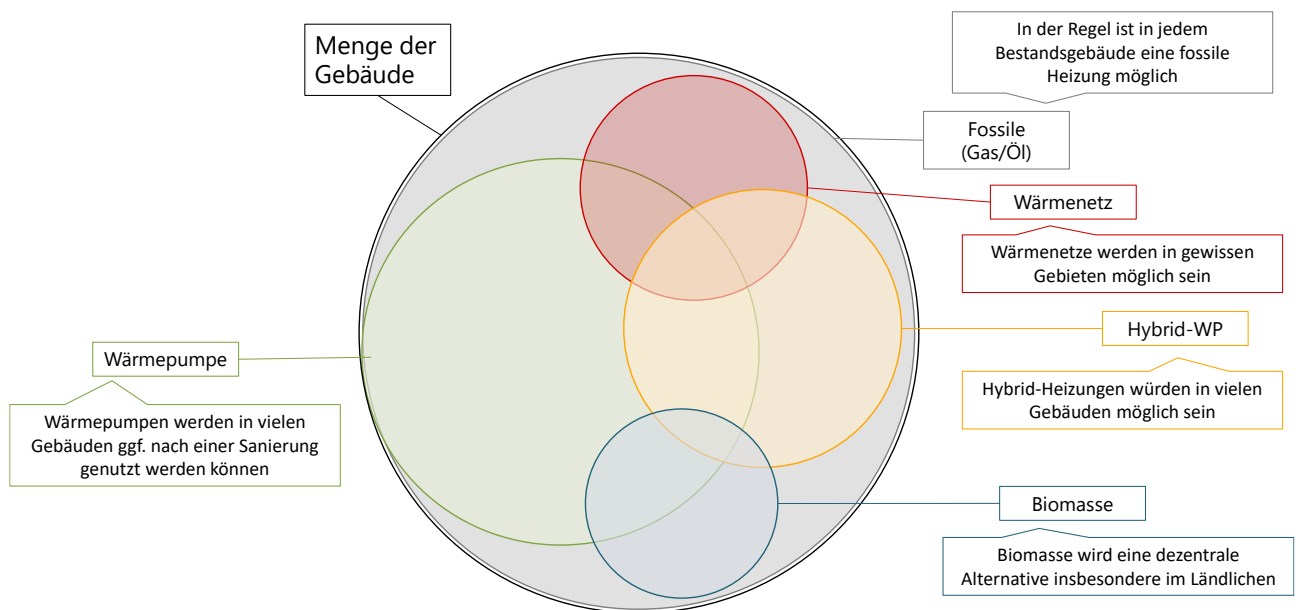 Menge der
Gebäude
In der Regel ist in jedem
Bestandsgebäude eine fossile
Heizung möglich
Fossile
(Gas/Öl)
Wärmenetz
Wärmenetze werden in gewissen
Gebieten möglich sein
Hybrid-WP
Hybrid-Heizungen würden in vielen
Gebäuden möglich sein
Wärmepumpe
Wärmepumpen werden in vielen
Gebäuden ggf. nach einer Sanierung
genutzt werden können
Biomasse
Biomasse wird eine dezentrale
Alternative insbesondere im Ländlichen